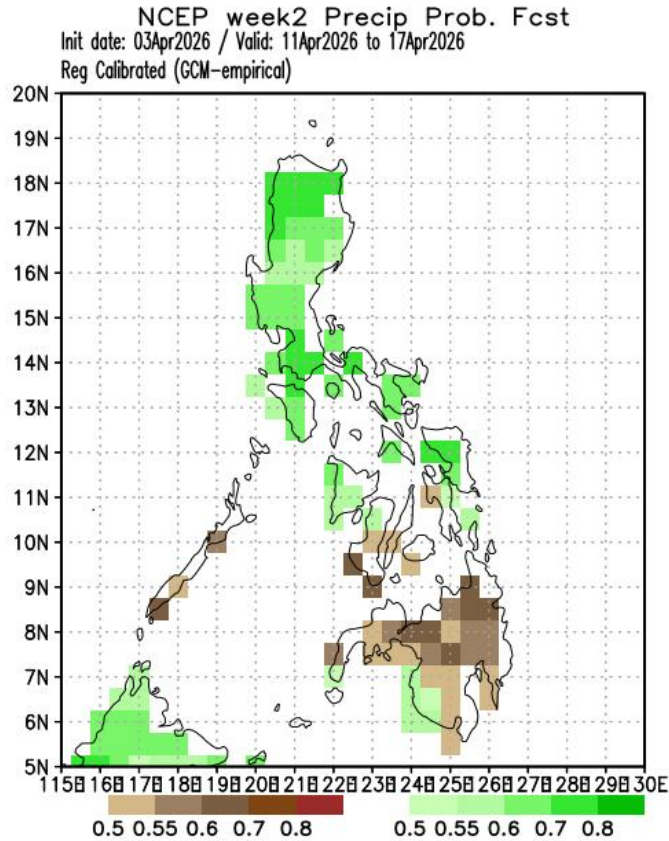 NCEP week2 Precip Prob. Fcst
Init date: 03Apr2026 / Valid: 11Apr2026 to 17Apr2026
Reg Calibrated (GCM-empirical)
20N
19N
18N
17N
16N
15N
14N
13N
12N
11N
10N
9N
8N
7N
6N
5N
115E 116E 117E 118E 119E 120E 121E 122E 123E 124E 125E 126E 127E 128E 129E 130E
0.5 0.55 0.6 0.7 0.8 0.5 0.55 0.6 0.7 0.8